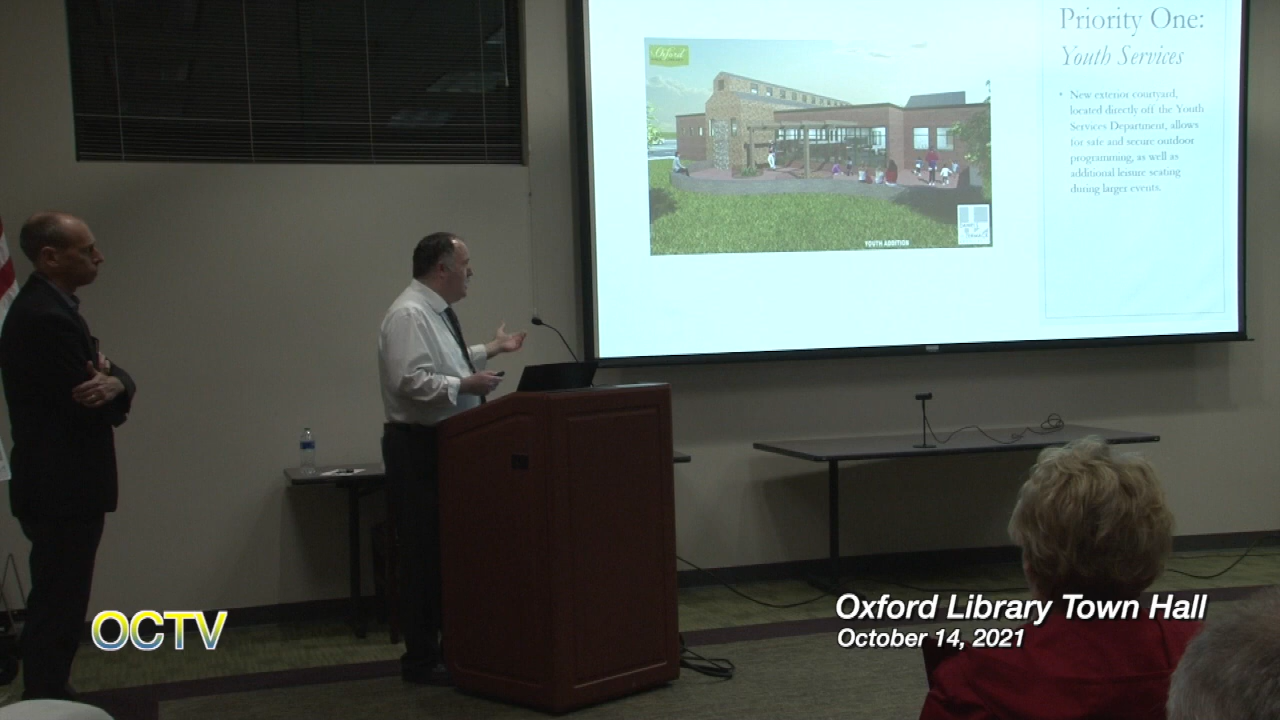 Priority One:
Youth Services
Oxford
• New exterior courtyard,
located directly off the Youth
Services Department, allows
for safe and secure outdoor
programming, as well as
additional leisure seating
during larger events.
YOUTH ADDITION
OCTV
Oxford Library Town Hall
October 14, 2021